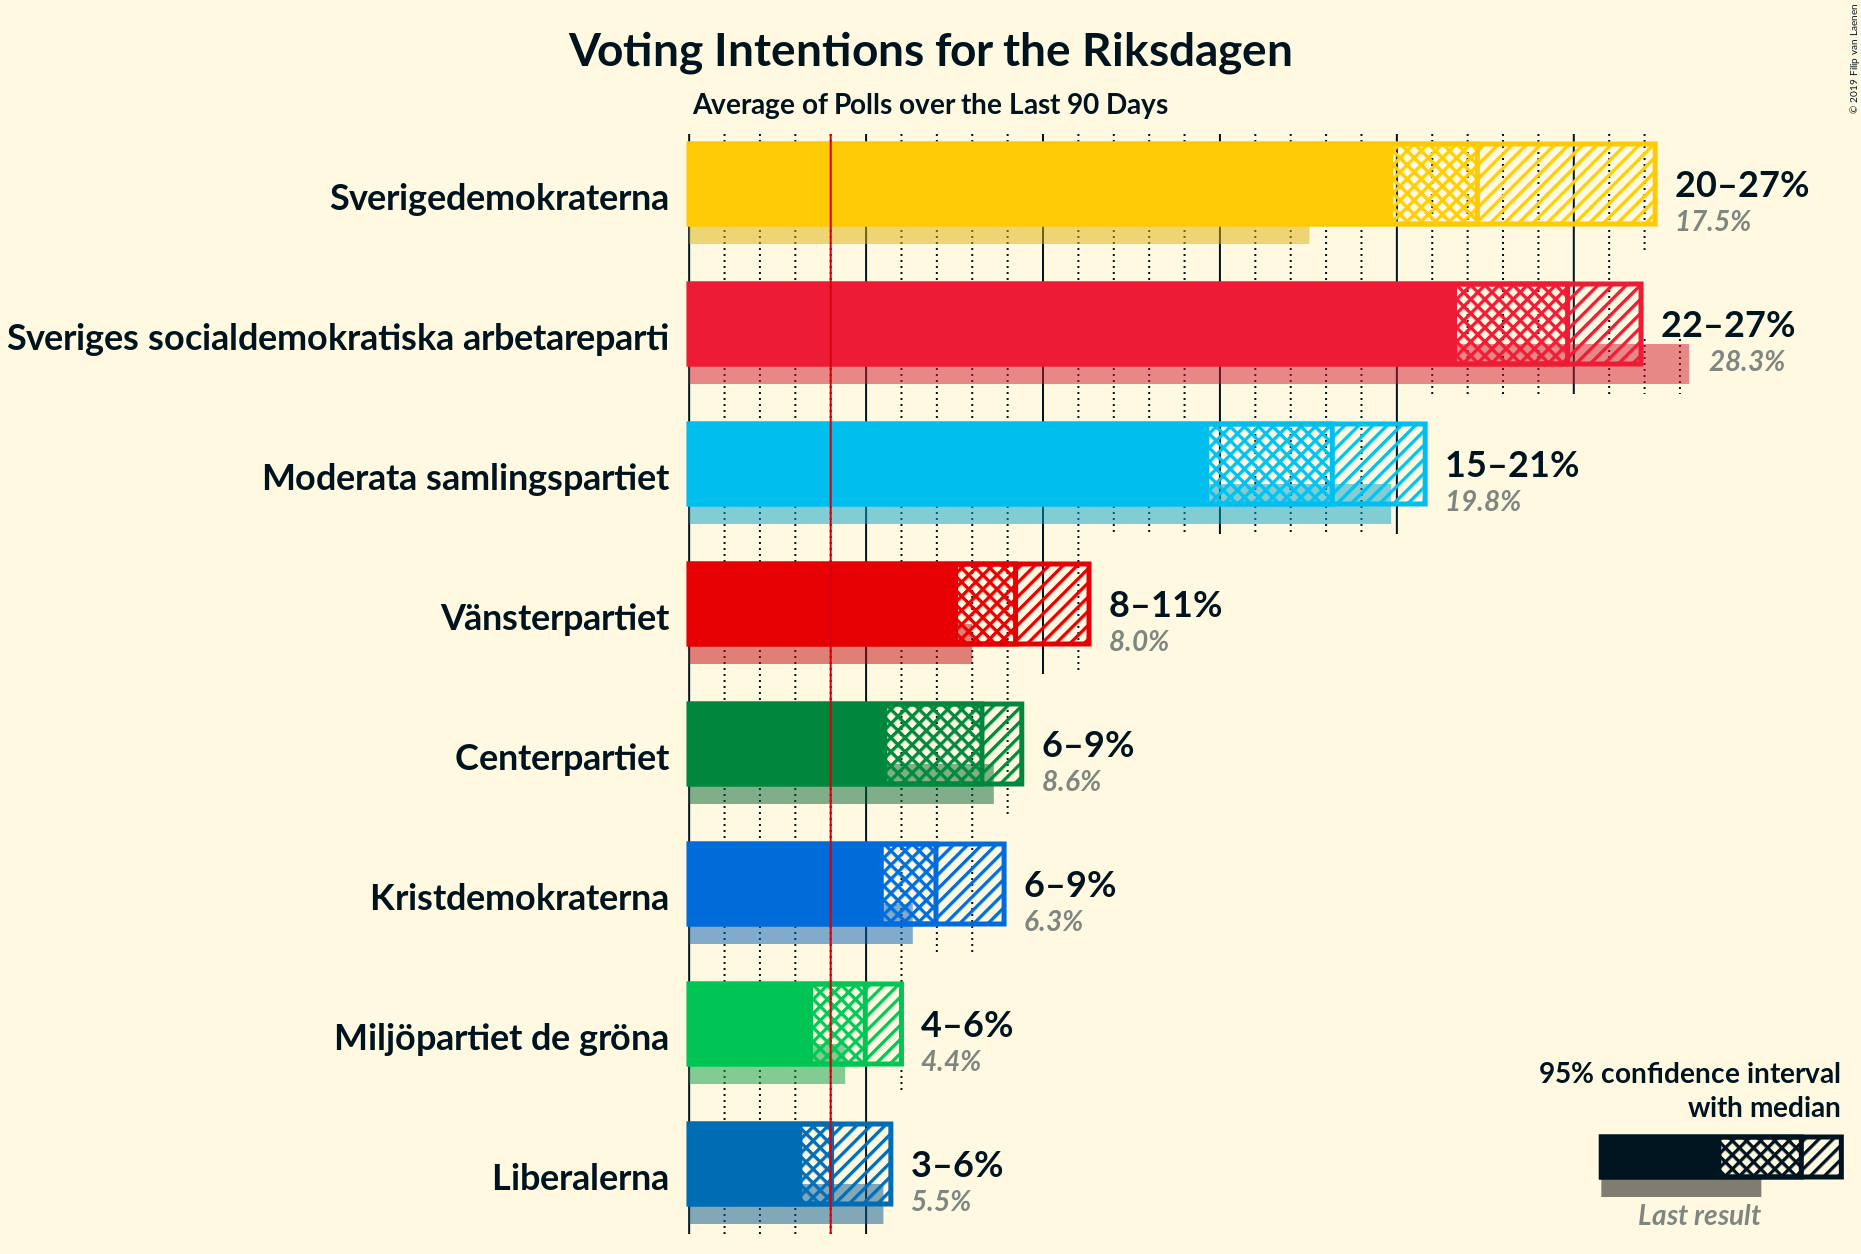 Voting Intentions for the Riksdagen
Average of Polls over the Last 90 Days
© 2019 Filip van Laenen
Sverigedemokraterna
20–27%
17.5%
Sveriges socialdemokratiska arbetareparti
22–27%
28.3%
Moderata samlingspartiet
15–21%
19.8%
Vänsterpartiet
8–11%
8.0%
Centerpartiet
6–9%
8.6%
Kristdemokraterna
6–9%
6.3%
Miljöpartiet de gröna
4–6%
4.4%
Liberalerna
3–6%
5.5%
95% confidence interval
with median
Last result